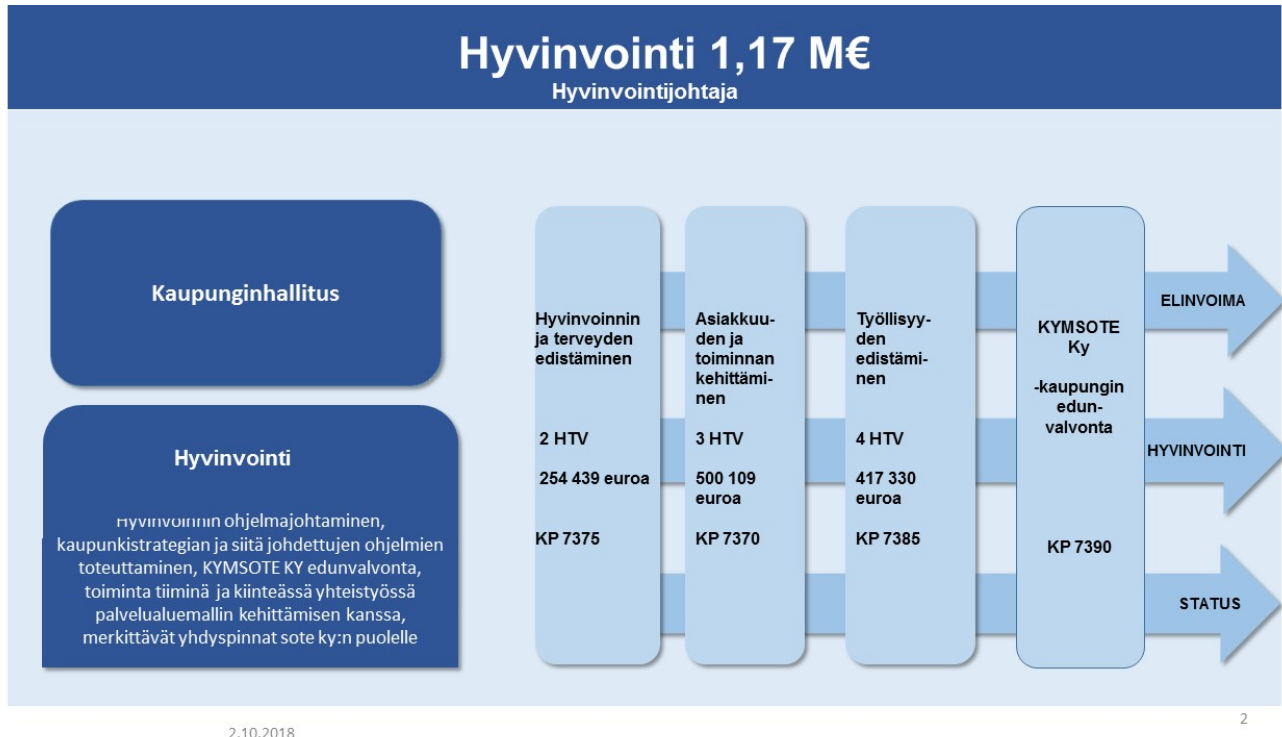 Hyvinvointi 1,17 M€
Hyvinvointijohtaja
Kaupunginhallitus
Hyvinvointi
Hyvinvoinnin ohjelmajohtaminen,
kaupunkistrategian ja siitä johdettujen ohjelmien
toteuttaminen, KYMSOTE KY edunvalvonta,
toiminta tiiminä ja kiinteässä yhteistyössä
palvelualuemallin kehittämisen kanssa,
merkittävät yhdyspinnat sote ky:n puolelle
Hyvinvoinnin
ja terveyden
edistäminen
2 HTV
254 439 euroa
KP 7375
Asiakkuu-
den ja
toiminnan
kehittämi-
nen
3 HTV
500 109
euroa
KP 7370
Työllisyy-
den
edistämi-
nen
4 HTV
417 330
euroa
KP 7385
KYMSOTE
Ky
-kaupungin
edun-
valvonta
KP 7390
ELINVOIMA
HYVINVOINTI
STATUS
2.10.2018
2